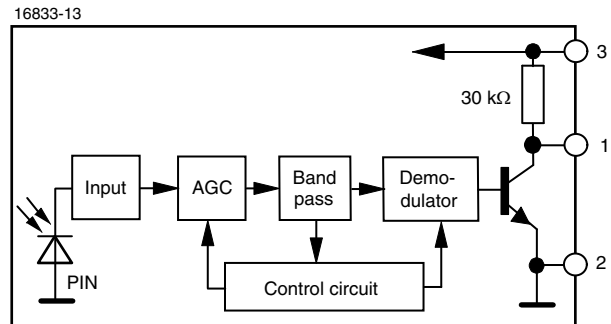 16833-13
3
30 kΩ
1
Input
AGC
Band
pass
Demo-
dulator
2
PIN
Control circuit